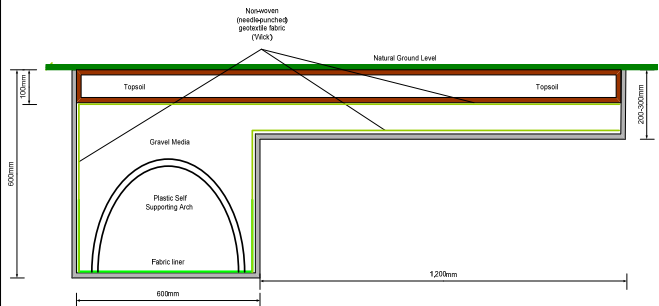 Non-woven
(needle-punched)
geotextile fabric
('Wick')
Natural Ground Level
100mm
Topsoil
Topsoil
200-300mm
Gravel Media
600mm
Plastic Self
Supporting Arch
Fabric liner
1,200mm
600mm